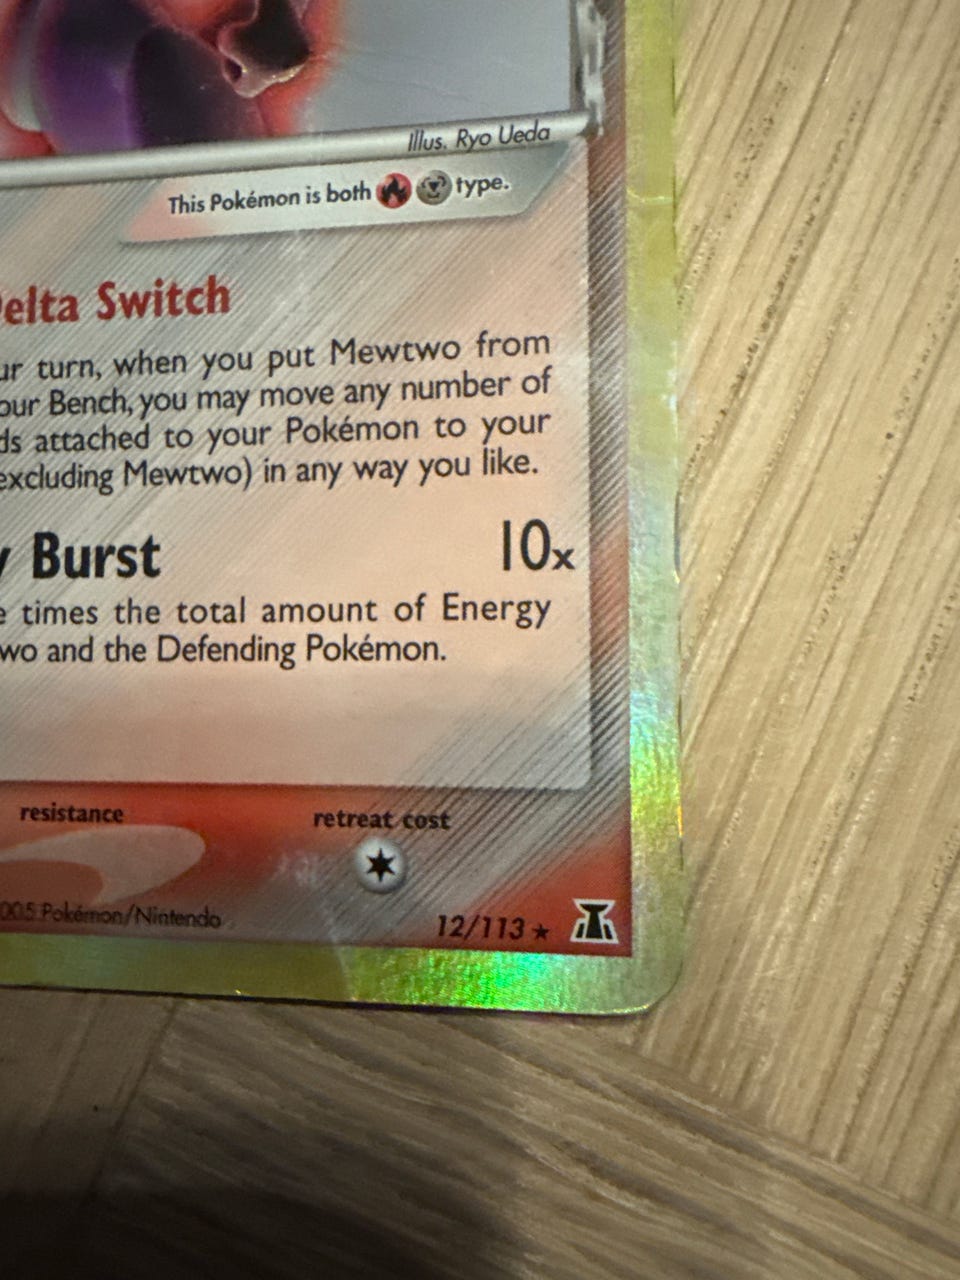 Illus. Ryo Ueda
This Pokémon is both type.
Delta Switch
ur turn, when you put Mewtwo from
our Bench, you may move any number of
ds attached to your Pokémon to your
excluding Mewtwo) in any way you like.
y Burst 10x
e times the total amount of Energy
wo and the Defending Pokémon.
resistance retreat cost
005 Pokémon/Nintendo 12/113 ★